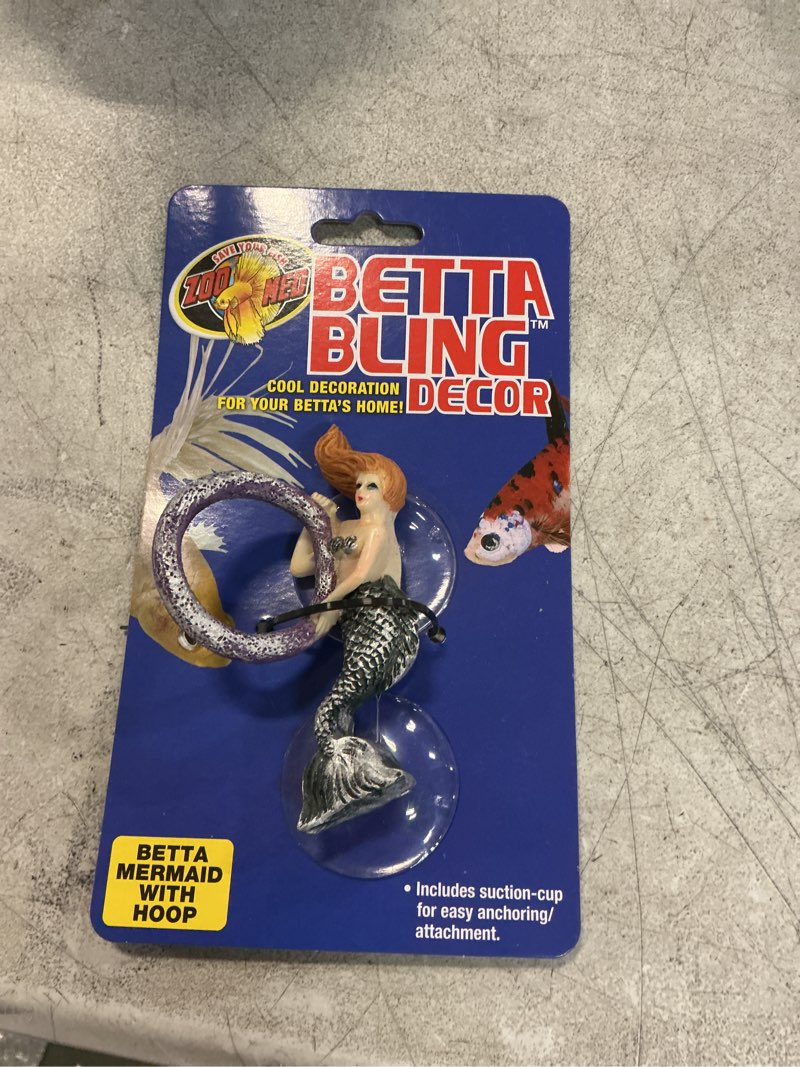 SAVE YOUR FISH
ZOO MED
BETTA
BLING™
COOL DECORATION
FOR YOUR BETTA'S HOME!
DECOR
BETTA
MERMAID
WITH
HOOP
• Includes suction-cup
for easy anchoring/
attachment.